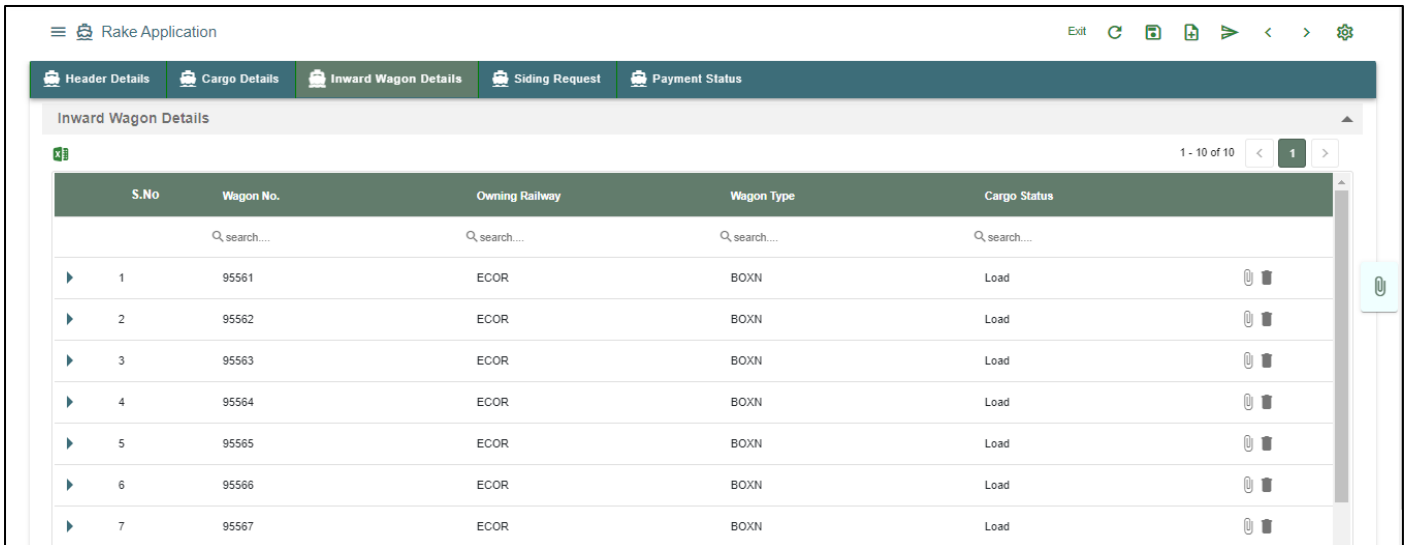 Rake Application Exit
Header Details Cargo Details Inward Wagon Details Siding Request Payment Status
Inward Wagon Details
1 - 10 of 10 < 1 >
S.No Wagon No. Owning Railway Wagon Type Cargo Status
search.... search.... search.... search....
1 95561 ECOR BOXN Load
2 95562 ECOR BOXN Load
3 95563 ECOR BOXN Load
4 95564 ECOR BOXN Load
5 95565 ECOR BOXN Load
6 95566 ECOR BOXN Load
7 95567 ECOR BOXN Load